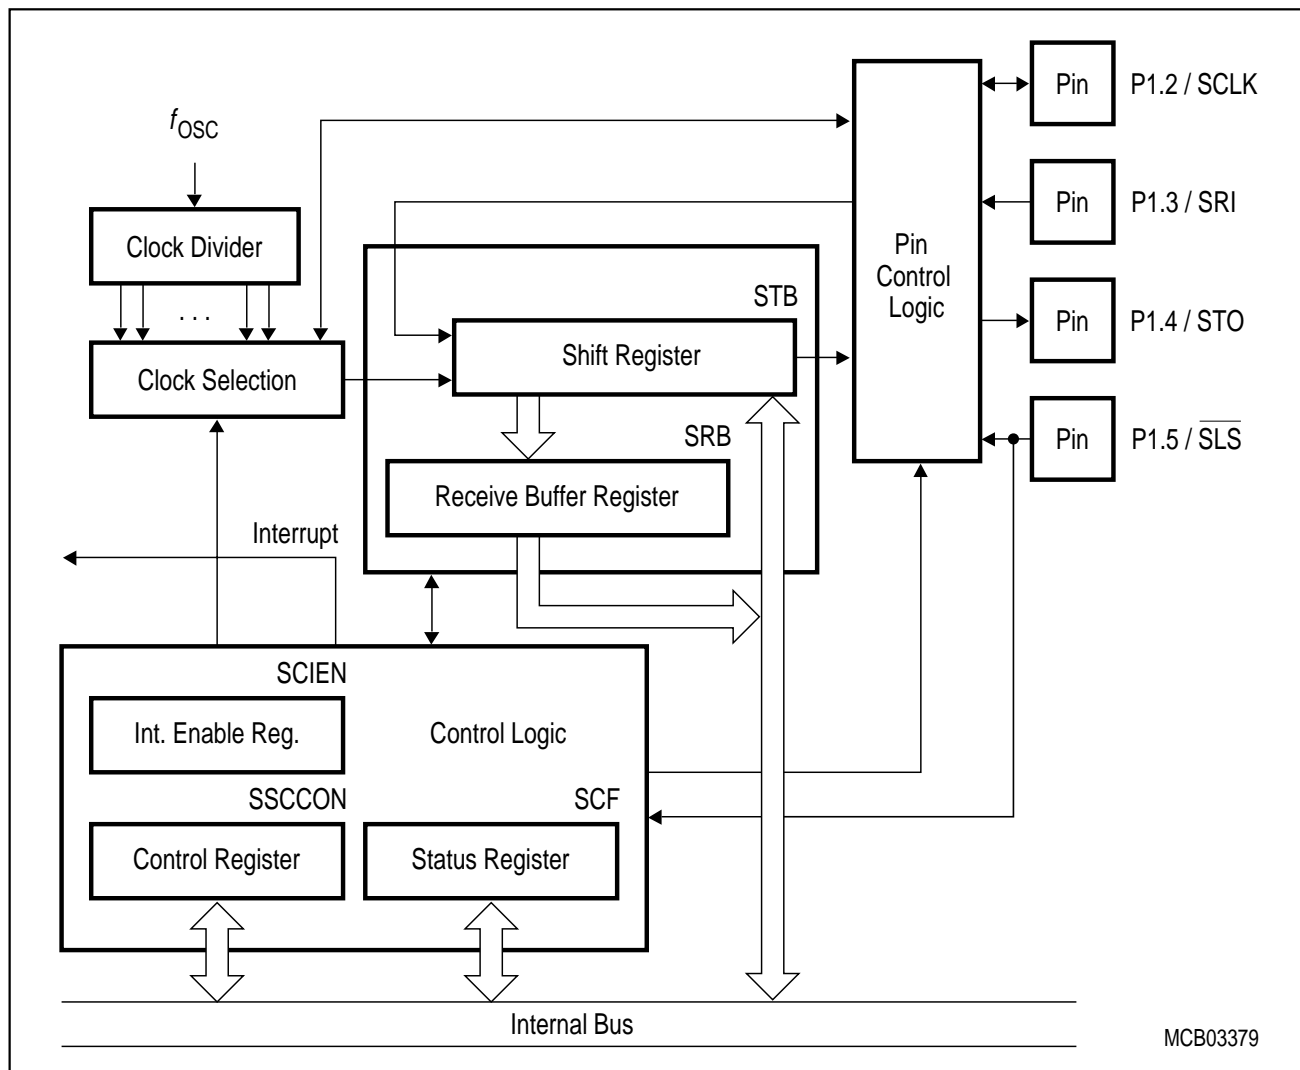 Pin P1.2 / SCLK
fOSC
Pin P1.3 / SRI
Clock Divider
Pin
Control
Logic
STB
. . .
Pin P1.4 / STO
Shift Register
Clock Selection
SRB
Pin P1.5 / S̅L̅S̅
Receive Buffer Register
Interrupt
SCIEN
Int. Enable Reg.
Control Logic
SSCCON
SCF
Control Register
Status Register
Internal Bus
MCB03379